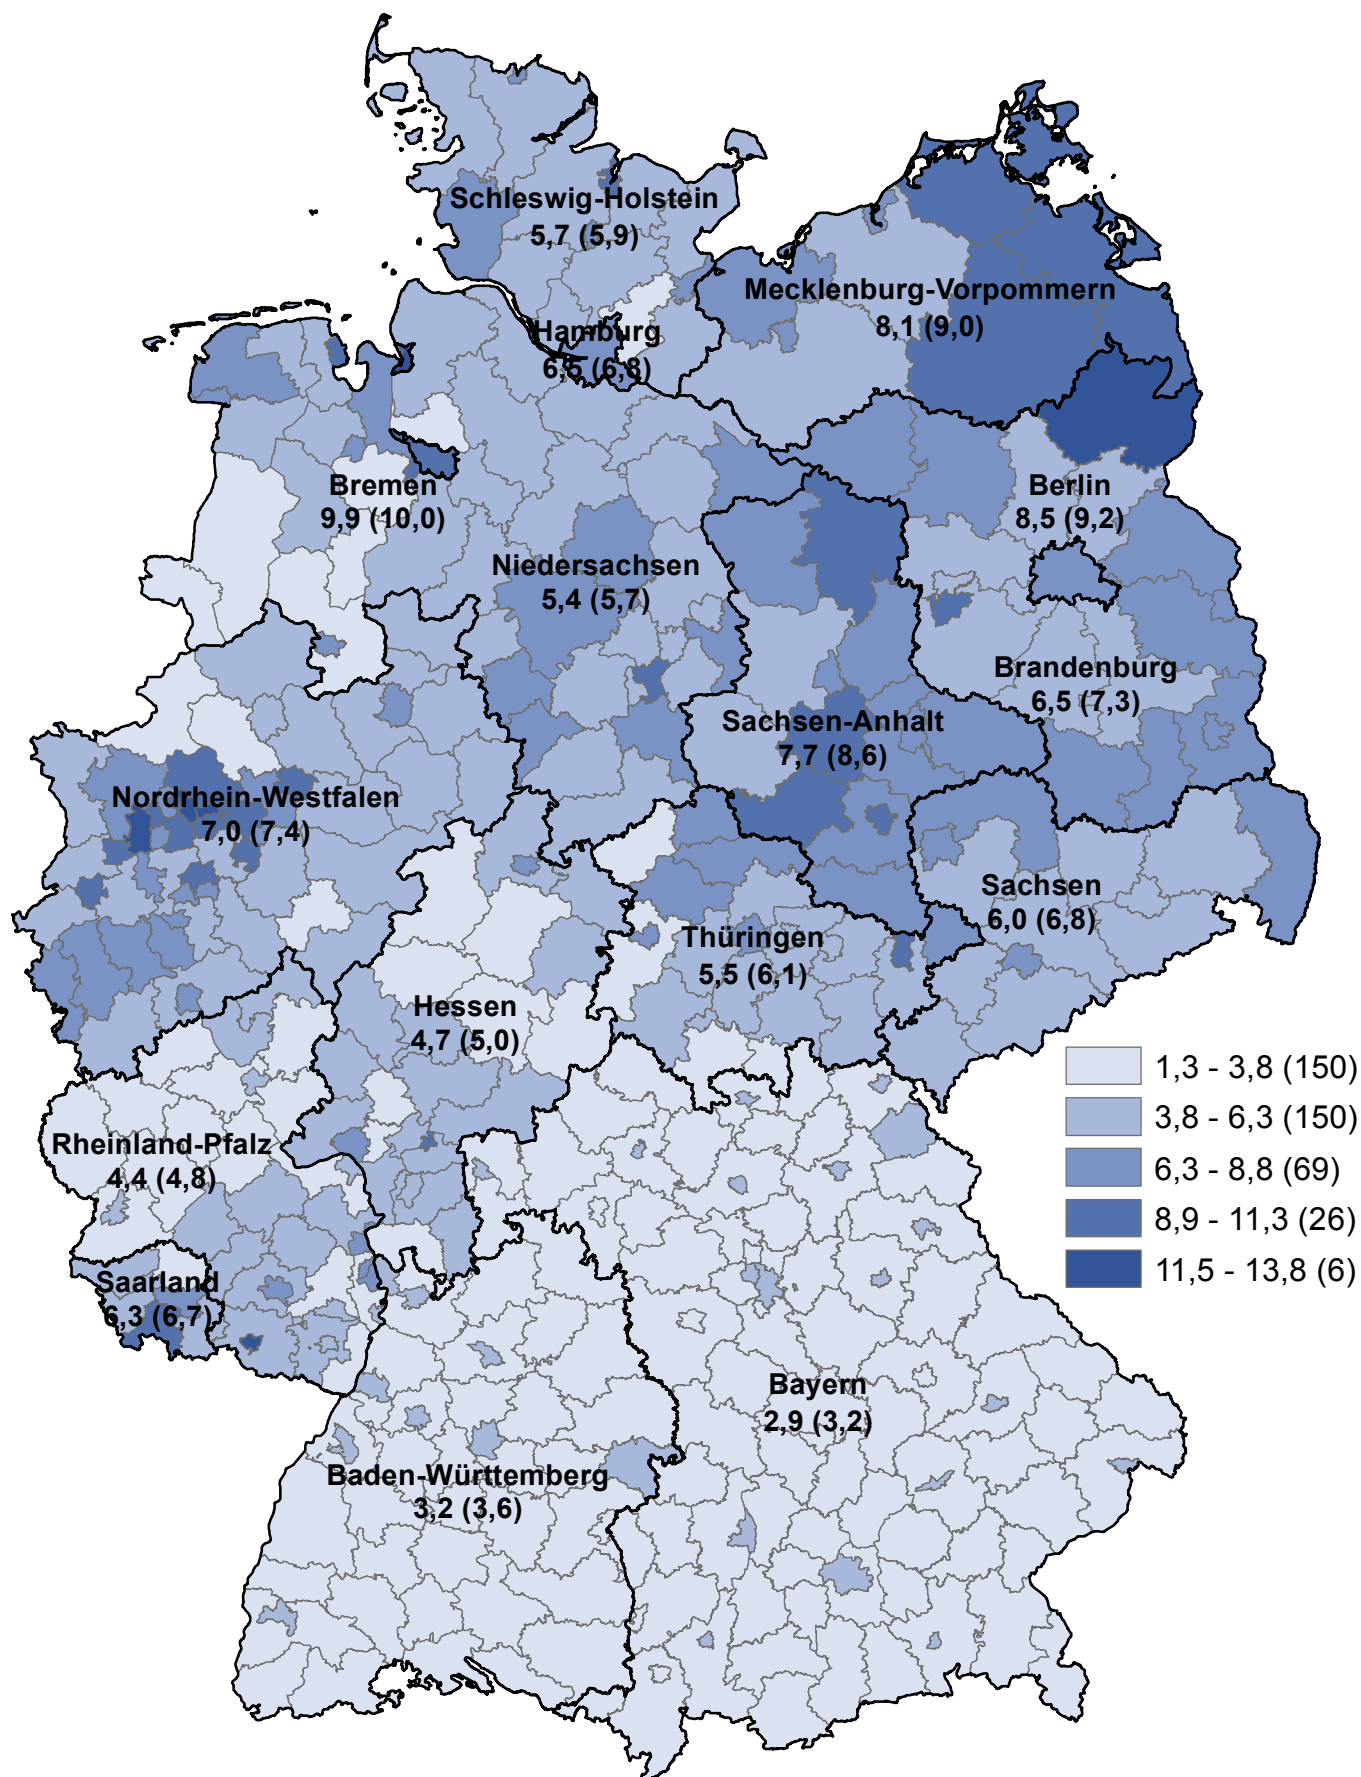 Schleswig-Holstein
5,7 (5,9)
Mecklenburg-Vorpommern
8,1 (9,0)
Hamburg
6,5 (6,8)
Bremen
9,9 (10,0)
Berlin
8,5 (9,2)
Niedersachsen
5,4 (5,7)
Brandenburg
6,5 (7,3)
Sachsen-Anhalt
7,7 (8,6)
Nordrhein-Westfalen
7,0 (7,4)
Sachsen
6,0 (6,8)
Thüringen
5,5 (6,1)
Hessen
4,7 (5,0)
1,3 - 3,8 (150)
3,8 - 6,3 (150)
6,3 - 8,8 (69)
8,9 - 11,3 (26)
11,5 - 13,8 (6)
Rheinland-Pfalz
4,4 (4,8)
Saarland
6,3 (6,7)
Bayern
2,9 (3,2)
Baden-Württemberg
3,2 (3,6)